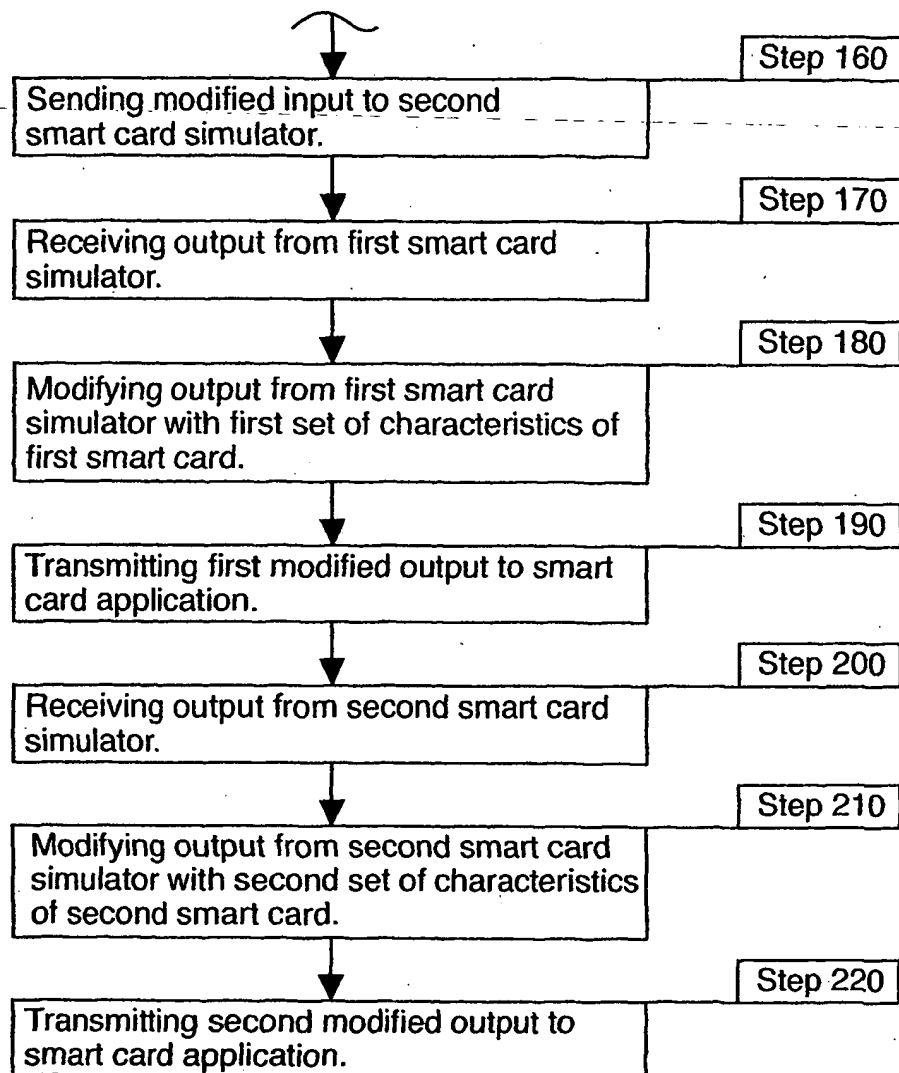 Step 160
Sending modified input to second
smart card simulator.
Step 170
Receiving output from first smart card
simulator.
Step 180
Modifying output from first smart card
simulator with first set of characteristics of
first smart card.
Step 190
Transmitting first modified output to smart
card application.
Step 200
Receiving output from second smart card
simulator.
Step 210
Modifying output from second smart card
simulator with second set of characteristics
of second smart card.
Step 220
Transmitting second modified output to
smart card application.